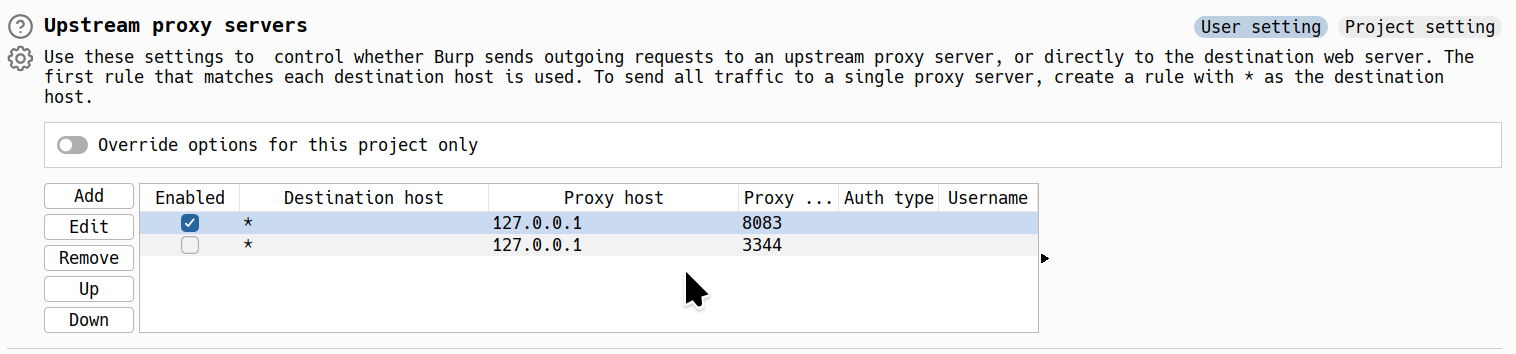 Upstream proxy servers
User setting
Project setting
Use these settings to  control whether Burp sends outgoing requests to an upstream proxy server, or directly to the destination web server. The
first rule that matches each destination host is used. To send all traffic to a single proxy server, create a rule with * as the destination
host.
Override options for this project only
Add
Edit
Remove
Up
Down
Enabled Destination host Proxy host Proxy ... Auth type Username
* 127.0.0.1 8083
* 127.0.0.1 3344